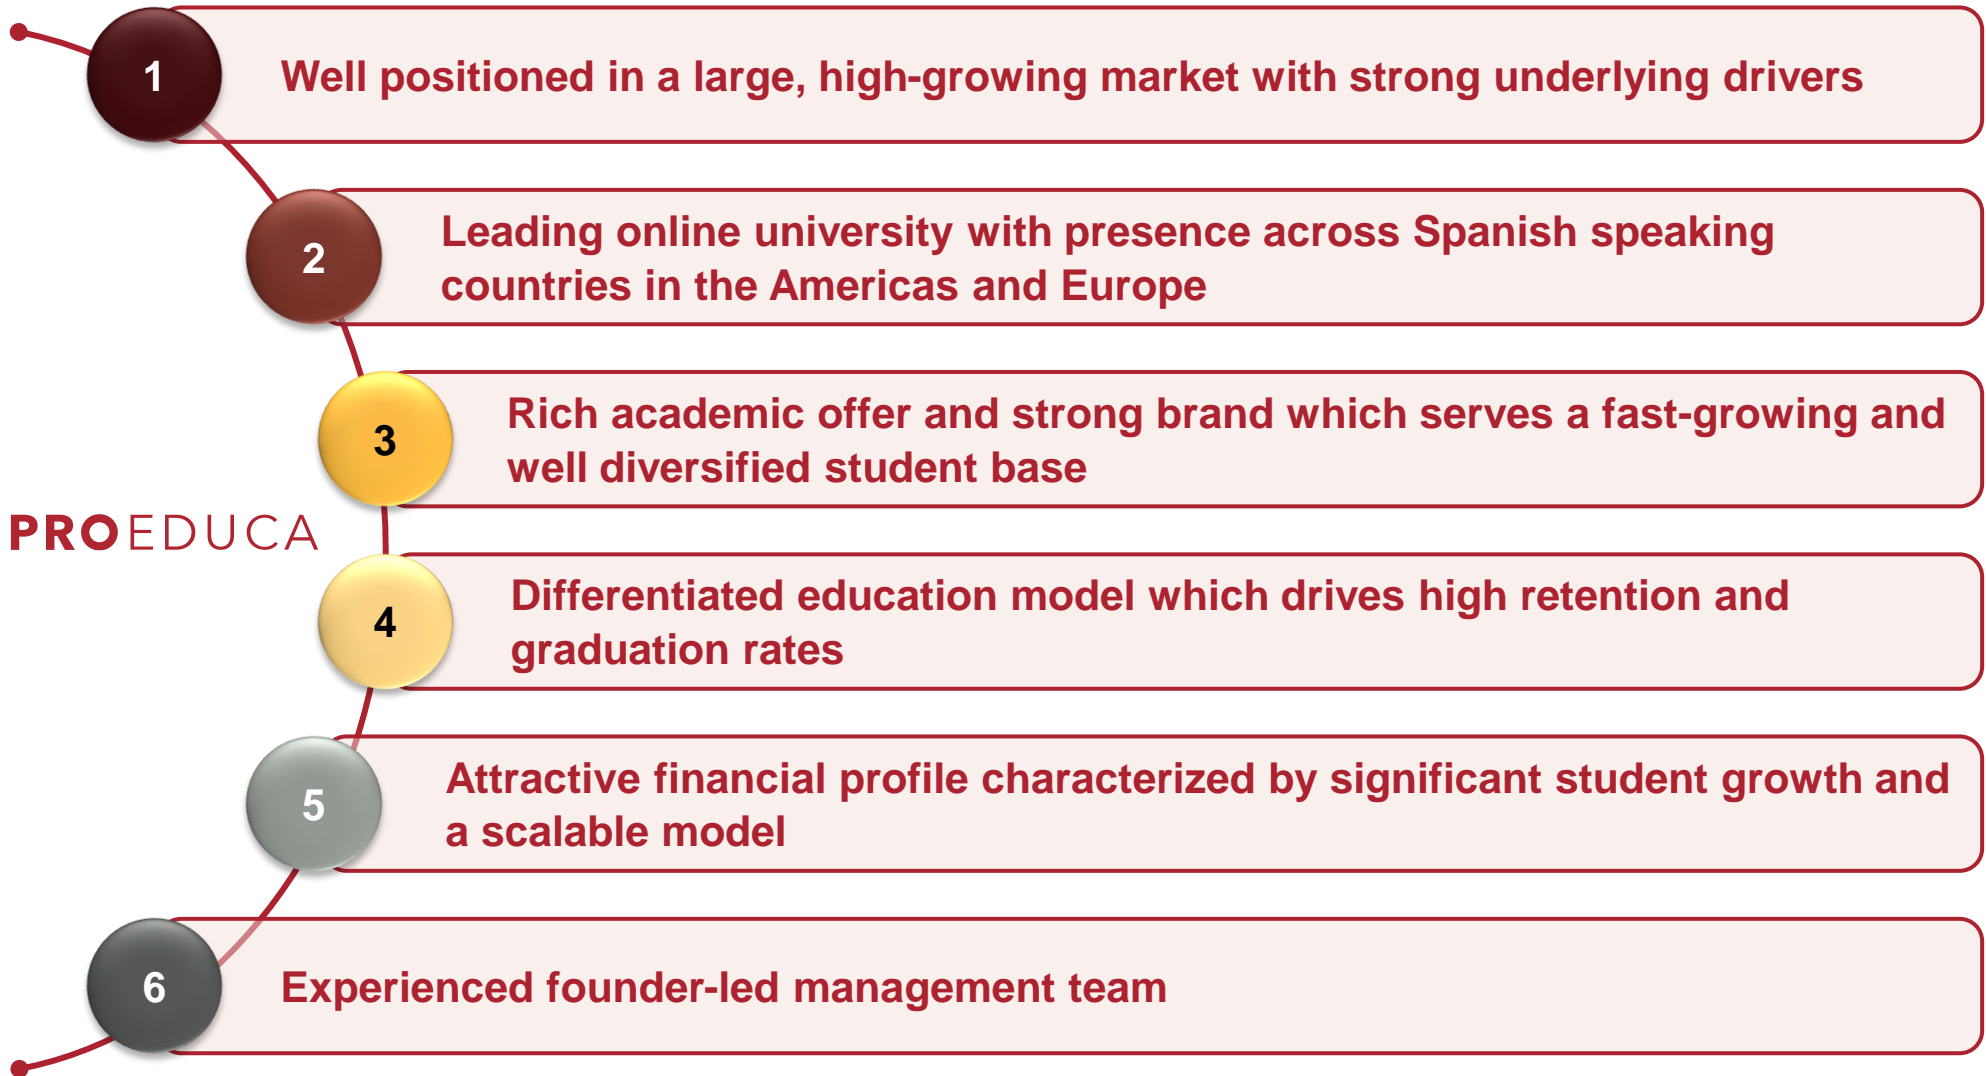 1
Well positioned in a large, high-growing market with strong underlying drivers
2
Leading online university with presence across Spanish speaking
countries in the Americas and Europe
3
Rich academic offer and strong brand which serves a fast-growing and
well diversified student base
PROEDUCA
4
Differentiated education model which drives high retention and
graduation rates
5
Attractive financial profile characterized by significant student growth and
a scalable model
6
Experienced founder-led management team